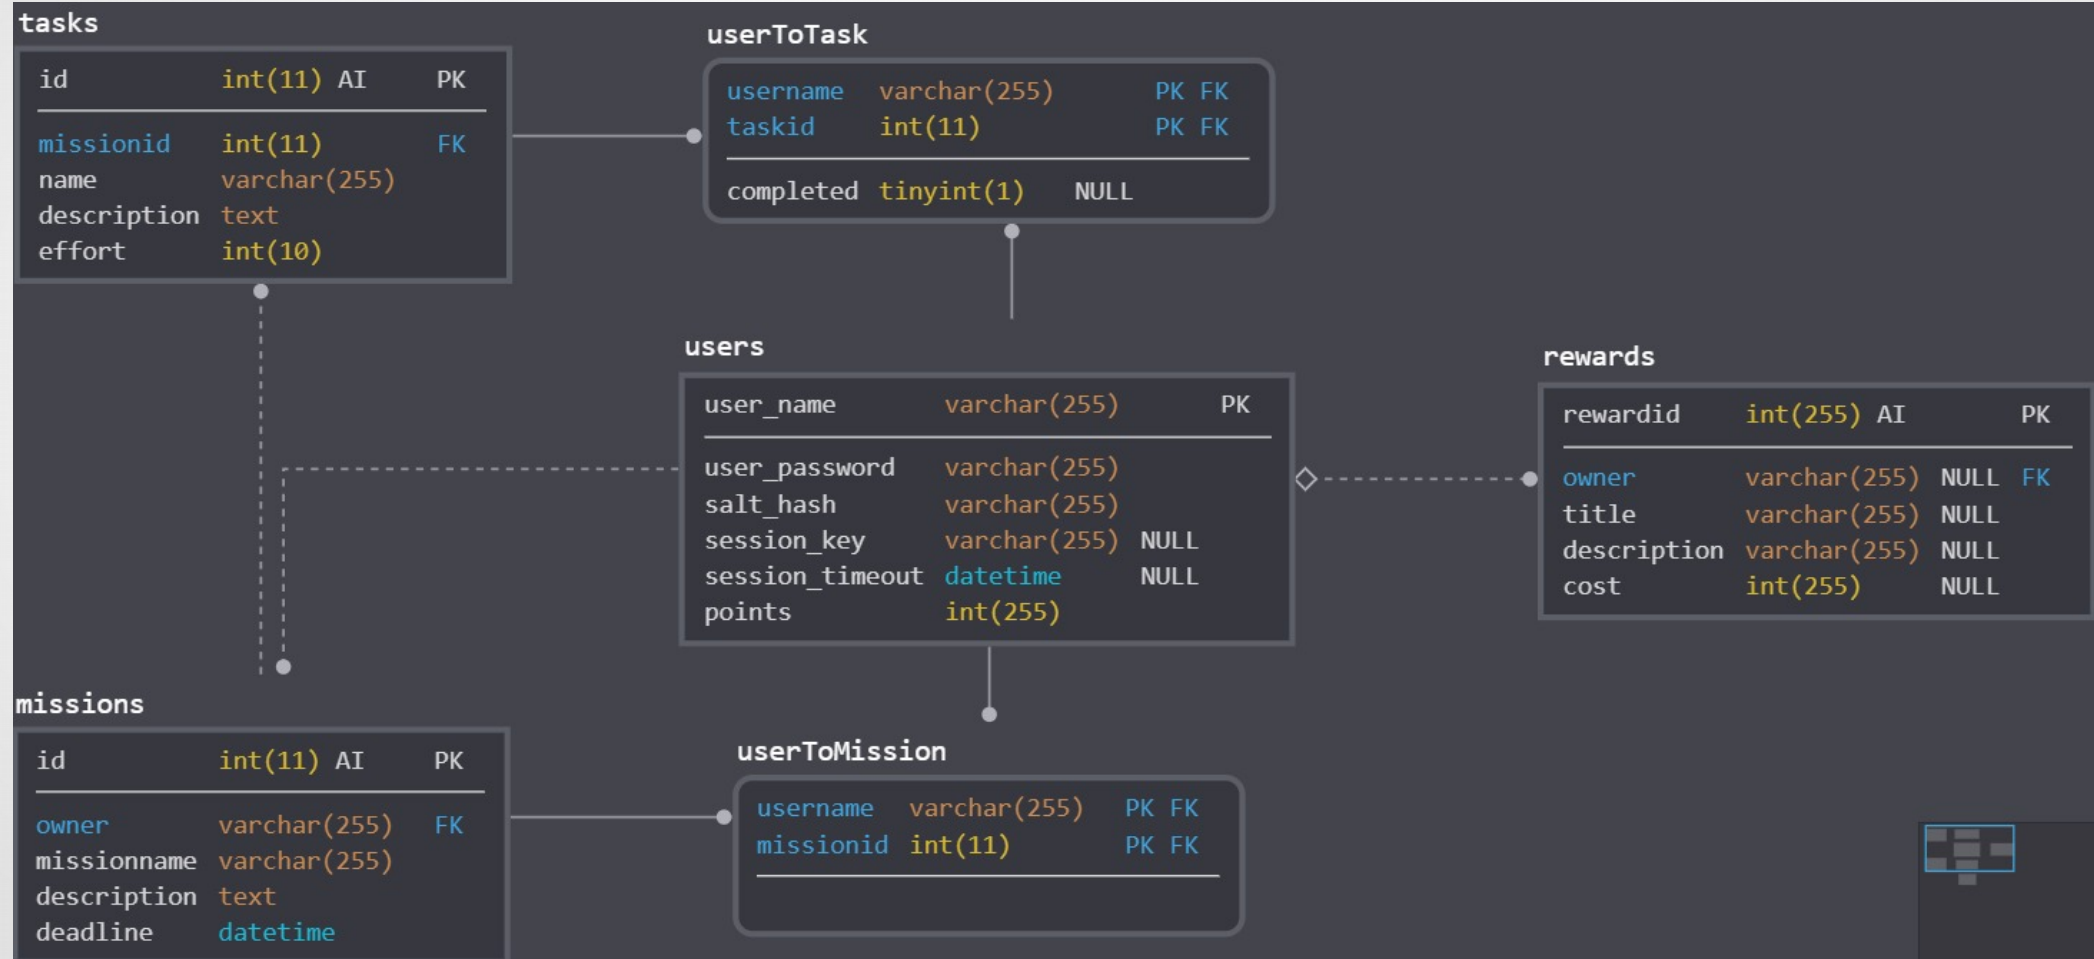 tasks
id int(11) AI PK
missionid int(11) FK
name varchar(255)
description text
effort int(10)
userToTask
username varchar(255) PK FK
taskid int(11) PK FK
completed tinyint(1) NULL
users
user_name varchar(255) PK
user_password varchar(255)
salt_hash varchar(255)
session_key varchar(255) NULL
session_timeout datetime NULL
points int(255)
rewards
rewardid int(255) AI PK
owner varchar(255) NULL FK
title varchar(255) NULL
description varchar(255) NULL
cost int(255) NULL
missions
id int(11) AI PK
owner varchar(255) FK
missionname varchar(255)
description text
deadline datetime
userToMission
username varchar(255) PK FK
missionid int(11) PK FK